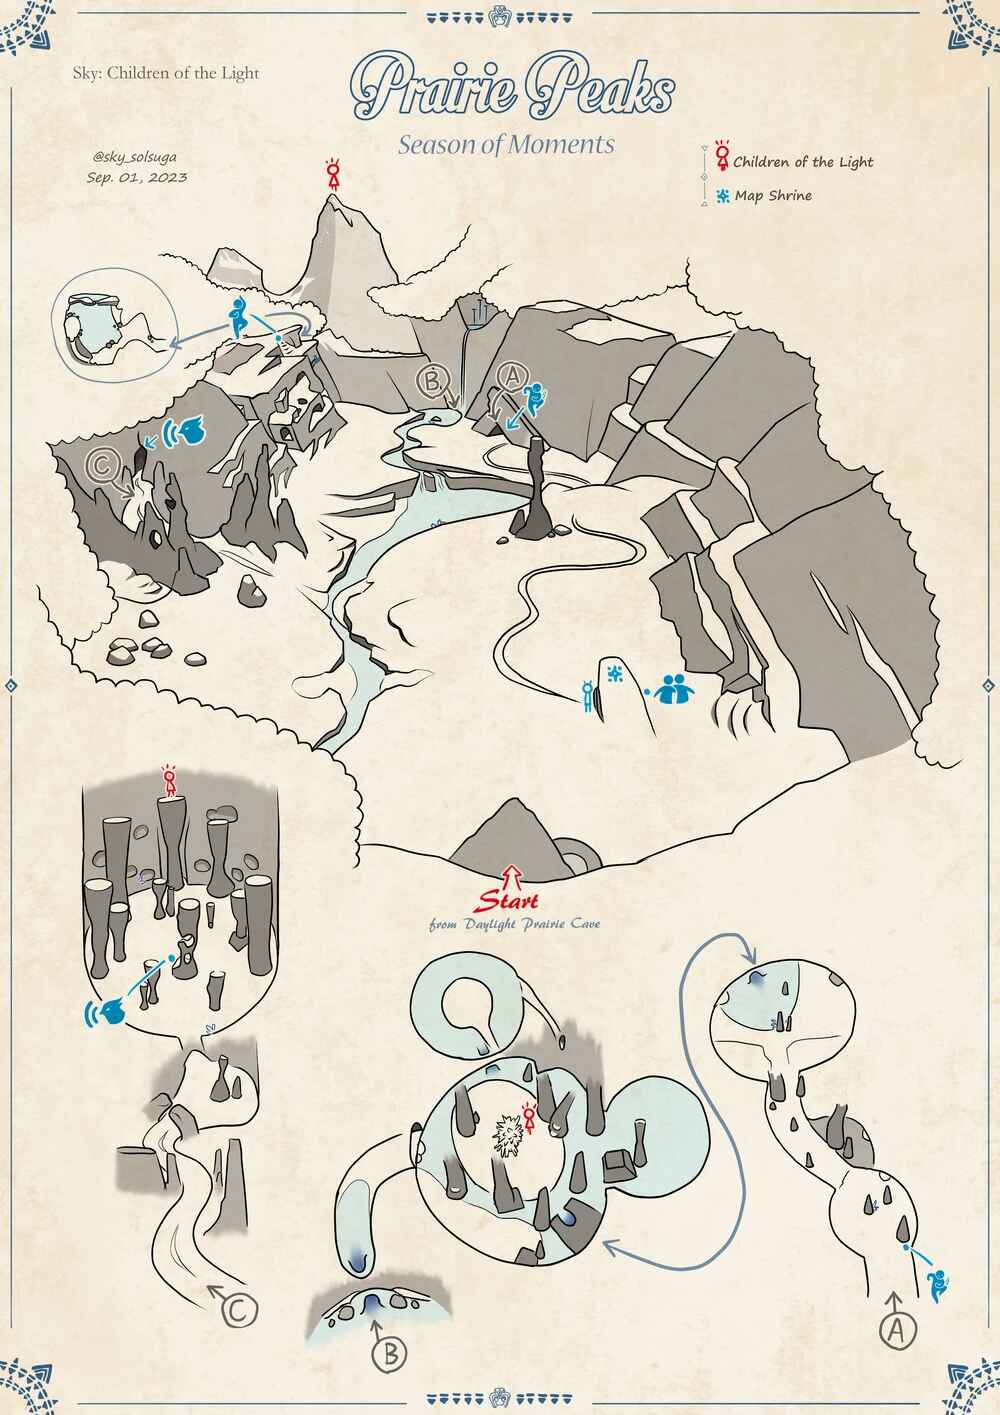 Sky: Children of the Light
Prairie Peaks
Season of Moments
@sky_solsuga
Sep. 01, 2023
Children of the Light
Map Shrine
B
A
C
Start
from Daylight Prairie Cave
C
B
A